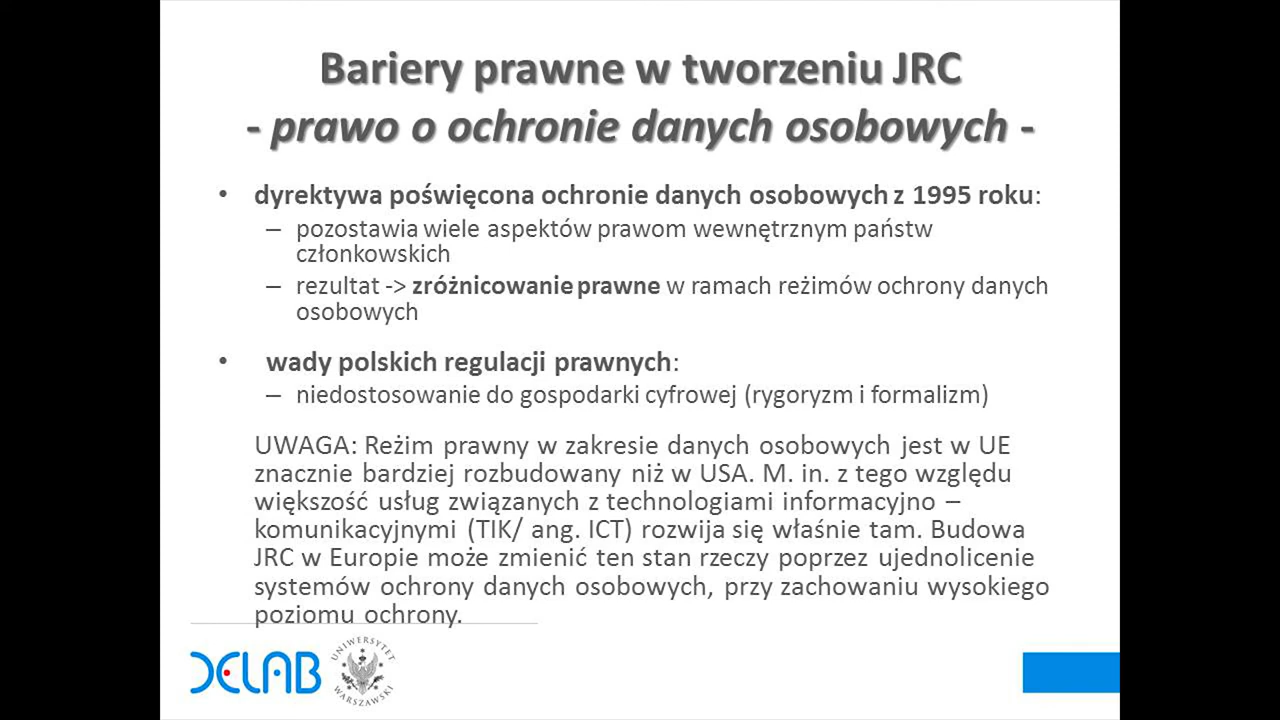 Bariery prawne w tworzeniu JRC
- prawo o ochronie danych osobowych -
• dyrektywa poświęcona ochronie danych osobowych z 1995 roku:
– pozostawia wiele aspektów prawom wewnętrznym państw
członkowskich
– rezultat -> zróżnicowanie prawne w ramach reżimów ochrony danych
osobowych
• wady polskich regulacji prawnych:
– niedostosowanie do gospodarki cyfrowej (rygoryzm i formalizm)
UWAGA: Reżim prawny w zakresie danych osobowych jest w UE
znacznie bardziej rozbudowany niż w USA. M. in. z tego względu
większość usług związanych z technologiami informacyjno –
komunikacyjnymi (TIK/ ang. ICT) rozwija się właśnie tam. Budowa
JRC w Europie może zmienić ten stan rzeczy poprzez ujednolicenie
systemów ochrony danych osobowych, przy zachowaniu wysokiego
poziomu ochrony.
DELAB
UNIWERSYTET
WARSZAWSKI